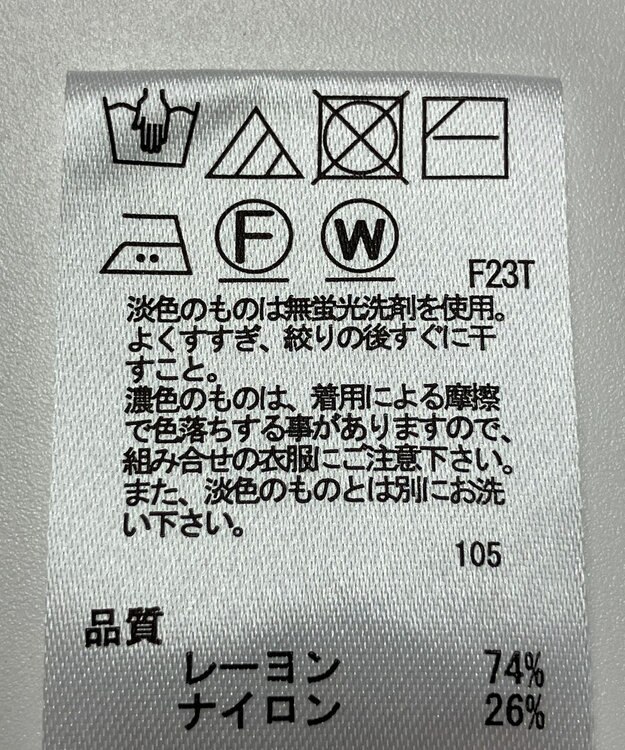 F W
F23T
淡色のものは無蛍光洗剤を使用。
よくすすぎ、絞りの後すぐに干
すこと。
濃色のものは、着用による摩擦
で色落ちする事がありますので、
組み合せの衣服にご注意下さい。
また、淡色のものとは別にお洗
い下さい。
105
品質
レーヨン 74%
ナイロン 26%